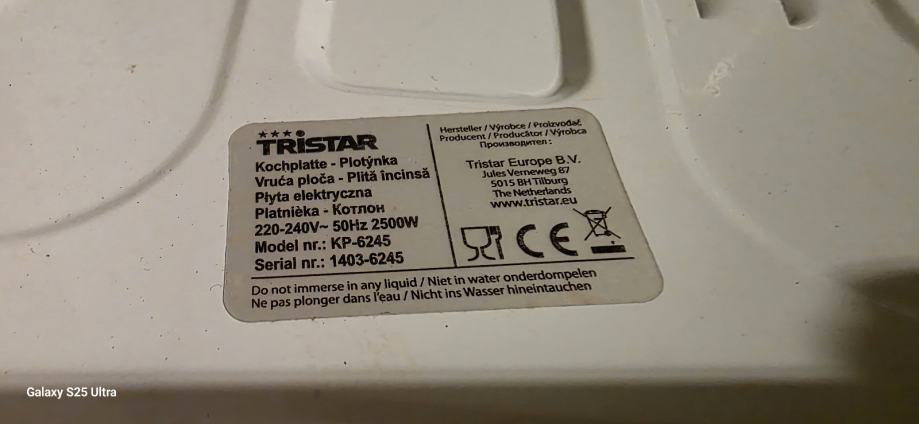 TRISTAR
Kochplatte - Plotýnka
Vruća ploča - Plită încinsă
Płyta elektryczna
Platnièka - Котлон
220-240V~ 50Hz 2500W
Model nr.: KP-6245
Serial nr.: 1403-6245
Hersteller / Výrobce / Proizvođač
Producent / Producător / Výrobca
Производител :
Tristar Europe B.V.
Jules Verneweg 87
5015 BH Tilburg
The Netherlands
www.tristar.eu
CE
Do not immerse in any liquid / Niet in water onderdompelen
Ne pas plonger dans l'eau / Nicht ins Wasser hineintauchen
Galaxy S25 Ultra